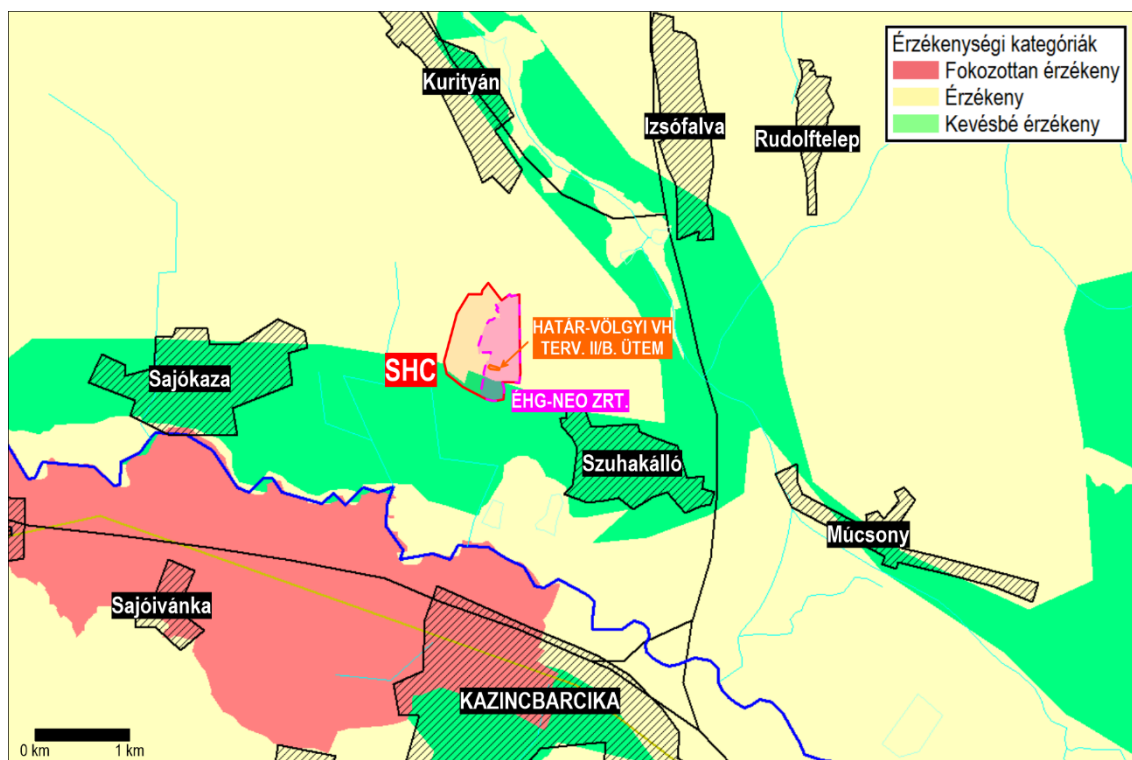 Érzékenységi kategóriák
Fokozottan érzékeny
Érzékeny
Kevésbé érzékeny
Kurityán
Izsófalva
Rudolftelep
HATÁR-VÖLGYI VH
TERV. II/B. ÜTEM
SHC
Sajókaza
ÉHG-NEO ZRT.
Szuhakálló
Múcsony
Sajóivánka
KAZINCBARCIKA
0 km
1 km